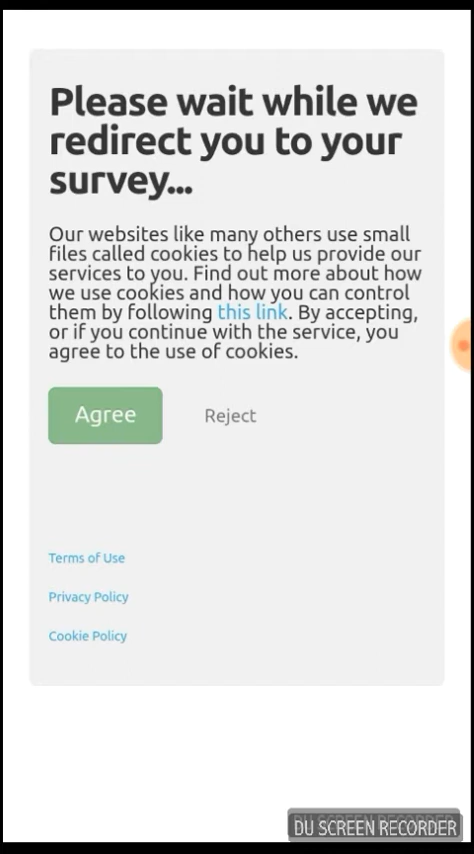 Please wait while we
redirect you to your
survey...
Our websites like many others use small
files called cookies to help us provide our
services to you. Find out more about how
we use cookies and how you can control
them by following this link. By accepting,
or if you continue with the service, you
agree to the use of cookies.
Agree
Reject
Terms of Use
Privacy Policy
Cookie Policy
DU SCREEN RECORDER